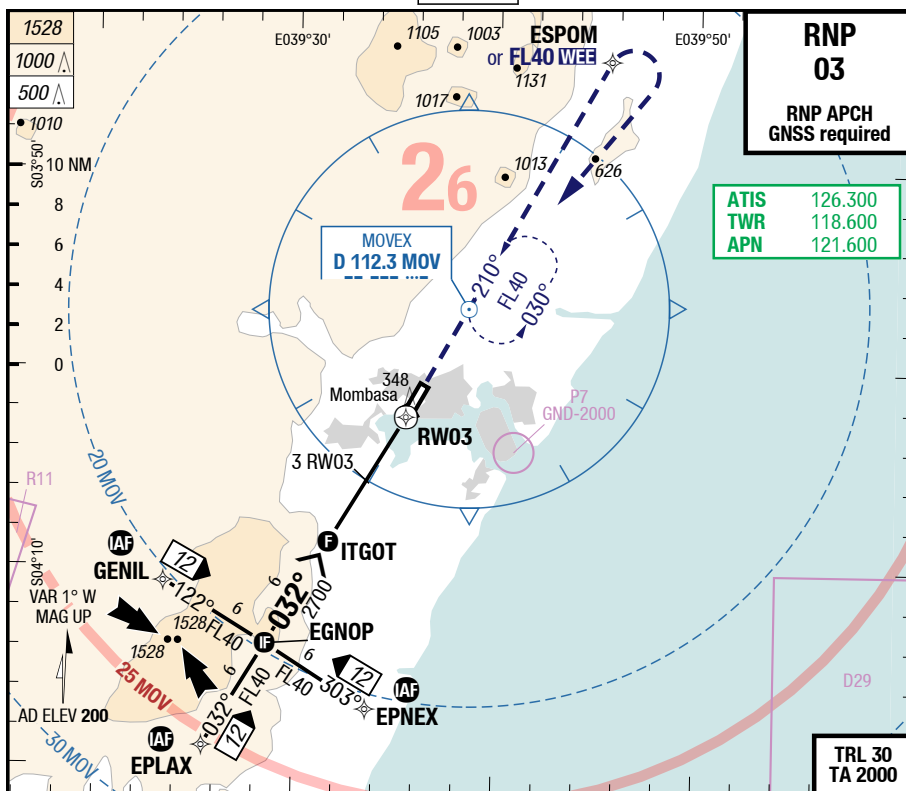 1528
1000
500
1010
1105
1003
1131
1017
1013
626
E039°30'
E039°50'
ESPOM
or FL40 WEE
RNP
03
RNP APCH
GNSS required
ATIS 126.300
TWR 118.600
APN 121.600
S03°50'
10 NM
8
6
4
2
0
26
MOVEX
D 112.3 MOV
210°
FL40
030°
348
Mombasa
RW03
P7
GND-2000
3 RW03
20 MOV
R11
S04°10'
IAF
GENIL
12
F ITGOT
-122°
6
FL40
6
-032°
2700
VAR 1° W
MAG UP
1528
1528
IF
EGNOP
6
FL40
303°
12
IAF
EPNEX
6
FL40
-032°
12
25 MOV
AD ELEV 200
30 MOV
IAF
EPLAX
D29
TRL 30
TA 2000